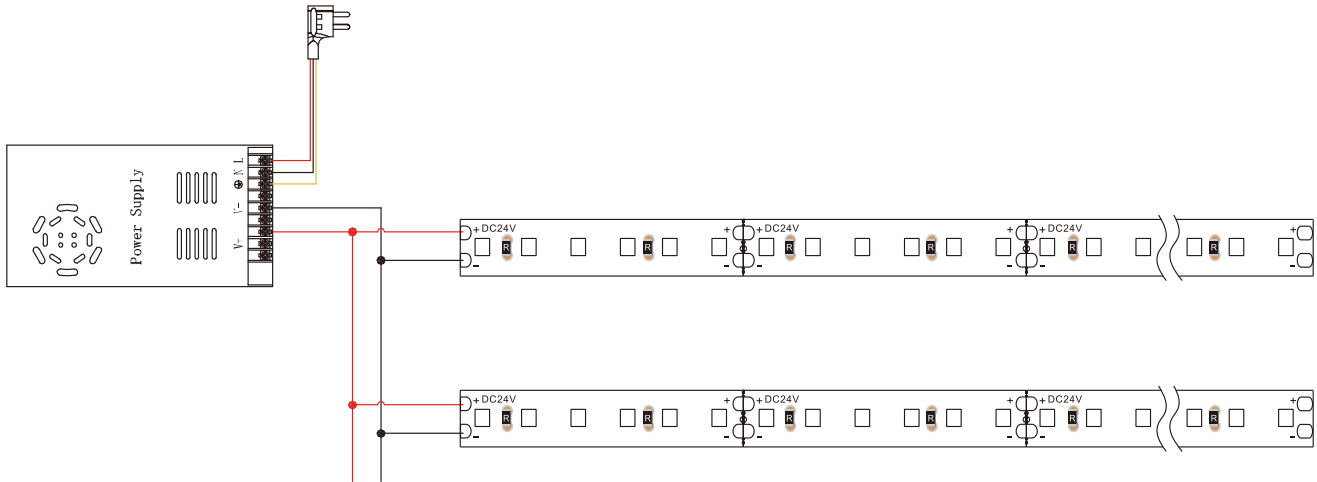 Power Supply
L
N
V-
V+
+ DC24V + + DC24V + + DC24V +
R R R R R R
- - - - -
+ DC24V + + DC24V + + DC24V +
R R R R R R
- - - - -